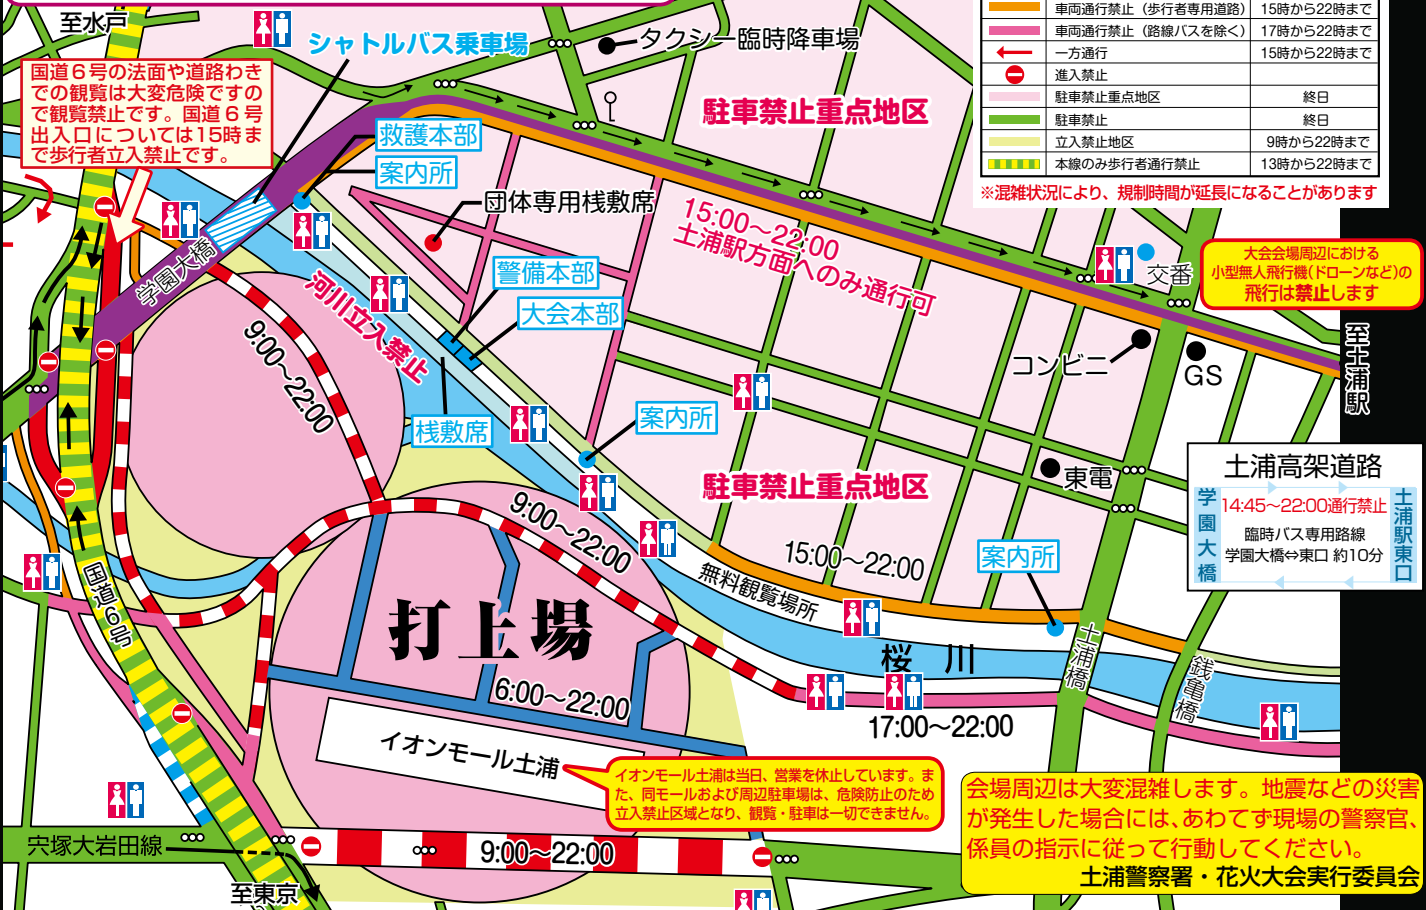 至水戸
シャトルバス乗車場
タクシー臨時降車場
国道6号の法面や道路わき
での観覧は大変危険ですの
で観覧禁止です。国道6号
出入口については15時ま
で歩行者立入禁止です。
救護本部
案内所
団体専用桟敷席
駐車禁止重点地区
車両通行禁止（歩行者専用道路） 15時から22時まで
車両通行禁止（路線バスを除く） 17時から22時まで
一方通行 15時から22時まで
進入禁止
駐車禁止重点地区 終日
駐車禁止 終日
立入禁止地区 9時から22時まで
本線のみ歩行者通行禁止 13時から22時まで
※混雑状況により、規制時間が延長になることがあります
15:00〜22:00
土浦駅方面へのみ通行可
学園大橋
警備本部
大会本部
河川立入禁止
9:00〜22:00
桟敷席
案内所
交番
大会会場周辺における
小型無人飛行機(ドローンなど)の
飛行は禁止します
コンビニ
GS
至土浦駅
駐車禁止重点地区
東電
土浦高架道路
学園大橋
14:45〜22:00通行禁止
臨時バス専用路線
学園大橋⇔東口 約10分
土浦駅東口
9:00〜22:00
15:00〜22:00
案内所
無料観覧場所
国道6号
打上場
桜川
土浦橋
銭亀橋
6:00〜22:00
17:00〜22:00
イオンモール土浦
イオンモール土浦は当日、営業を休止しています。ま
た、同モールおよび周辺駐車場は、危険防止のため
立入禁止区域となり、観覧・駐車は一切できません。
会場周辺は大変混雑します。地震などの災害
が発生した場合には、あわてず現場の警察官、
係員の指示に従って行動してください。
土浦警察署・花火大会実行委員会
宍塚大岩田線
9:00〜22:00
至東京